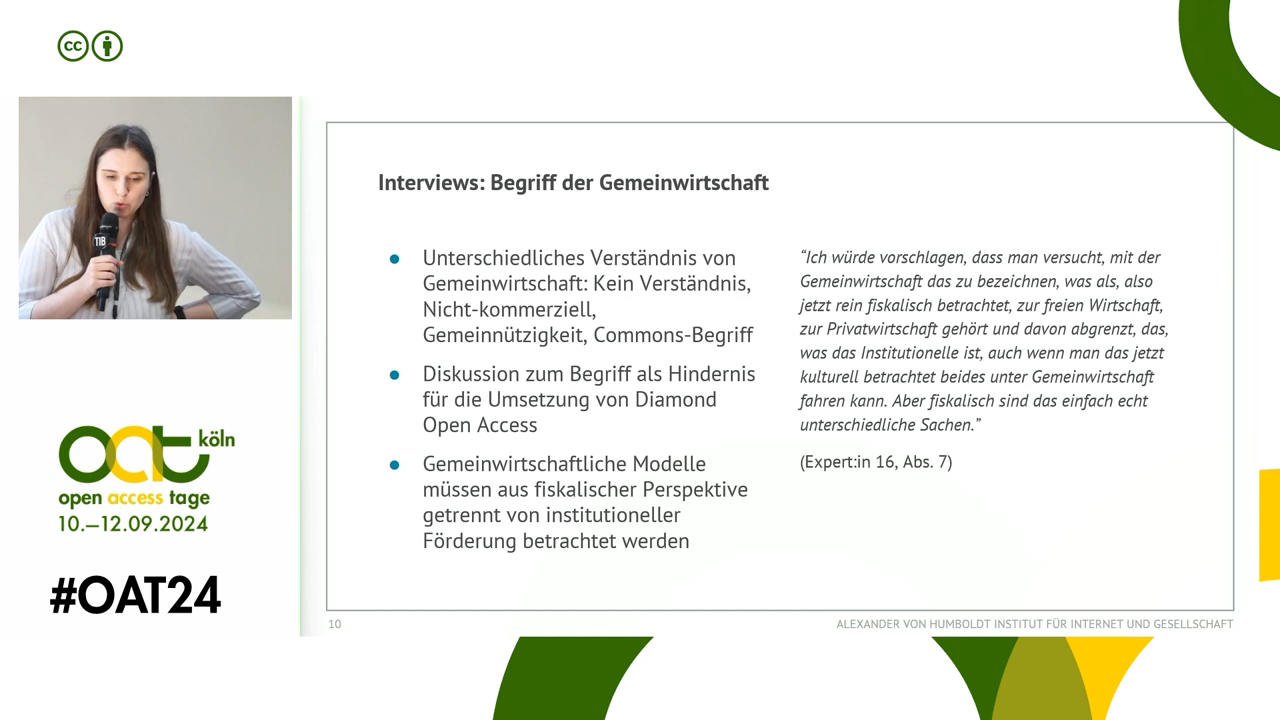 cc
TIB
oat köln
open access tage
10.–12.09.2024
#OAT24
Interviews: Begriff der Gemeinwirtschaft
● Unterschiedliches Verständnis von
Gemeinwirtschaft: Kein Verständnis,
Nicht-kommerziell,
Gemeinnützigkeit, Commons-Begriff
● Diskussion zum Begriff als Hindernis
für die Umsetzung von Diamond
Open Access
● Gemeinwirtschaftliche Modelle
müssen aus fiskalischer Perspektive
getrennt von institutioneller
Förderung betrachtet werden
“Ich würde vorschlagen, dass man versucht, mit der
Gemeinwirtschaft das zu bezeichnen, was als, also
jetzt rein fiskalisch betrachtet, zur freien Wirtschaft,
zur Privatwirtschaft gehört und davon abgrenzt, das,
was das Institutionelle ist, auch wenn man das jetzt
kulturell betrachtet beides unter Gemeinwirtschaft
fahren kann. Aber fiskalisch sind das einfach echt
unterschiedliche Sachen.”
(Expert:in 16, Abs. 7)
10
ALEXANDER VON HUMBOLDT INSTITUT FÜR INTERNET UND GESELLSCHAFT